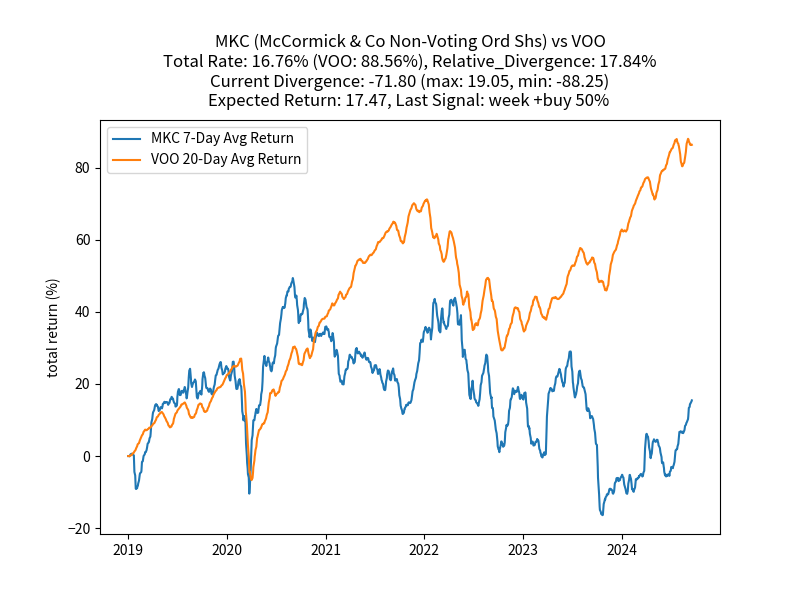 MKC (McCormick & Co Non-Voting Ord Shs) vs VOO
Total Rate: 16.76% (VOO: 88.56%), Relative_Divergence: 17.84%
Current Divergence: -71.80 (max: 19.05, min: -88.25)
Expected Return: 17.47, Last Signal: week +buy 50%
MKC 7-Day Avg Return
VOO 20-Day Avg Return
total return (%)
80
60
40
20
0
−20
2019 2020 2021 2022 2023 2024